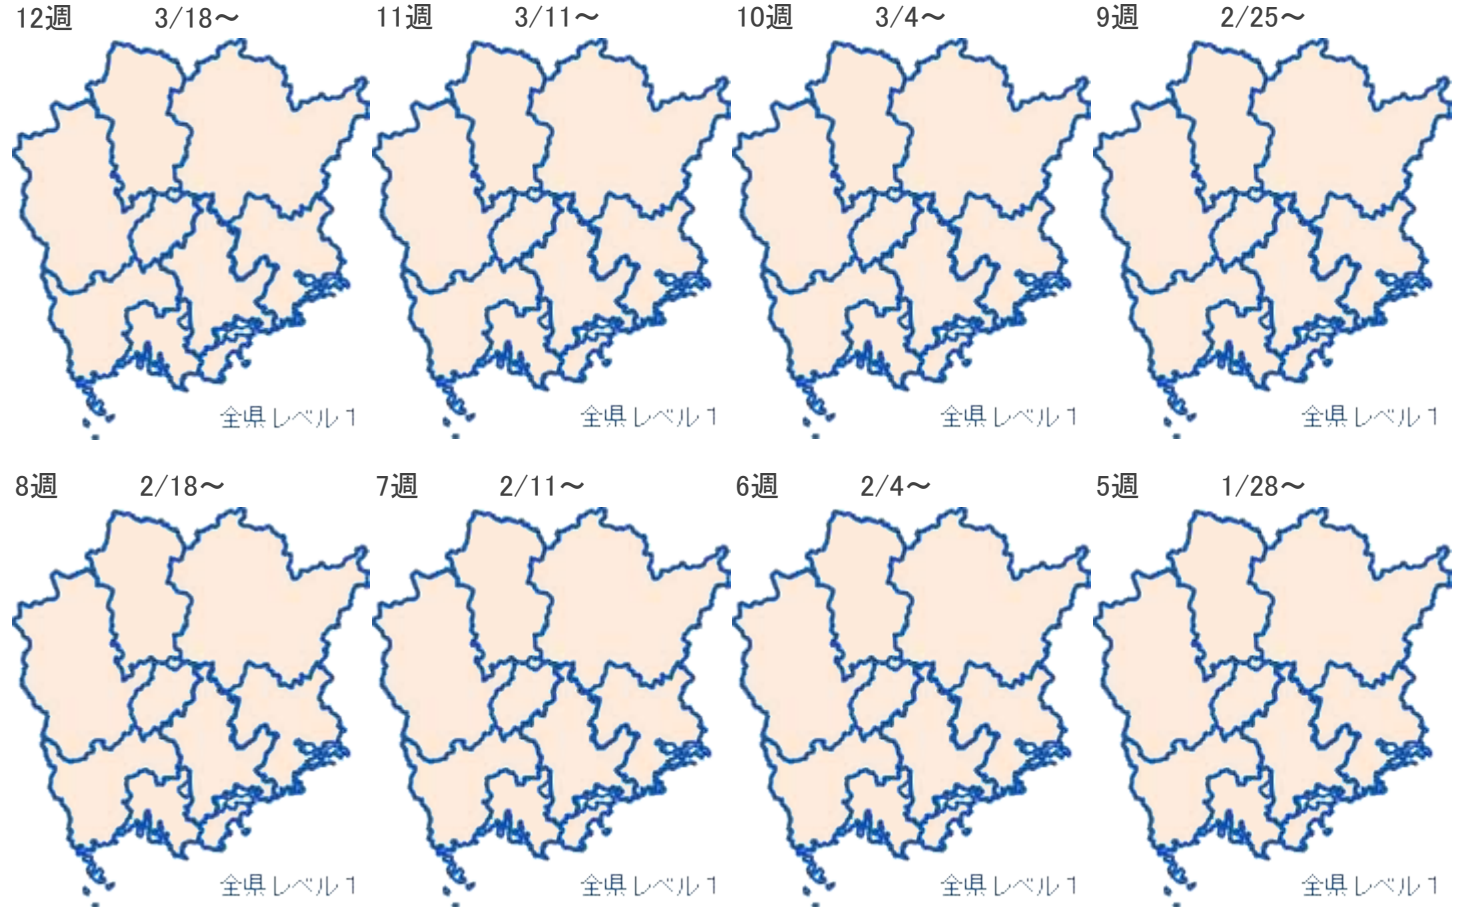 12週 3/18～
11週 3/11～
10週 3/4～
9週 2/25～
全県レベル１
全県レベル１
全県レベル１
全県レベル１
8週 2/18～
7週 2/11～
6週 2/4～
5週 1/28～
全県レベル１
全県レベル１
全県レベル１
全県レベル１